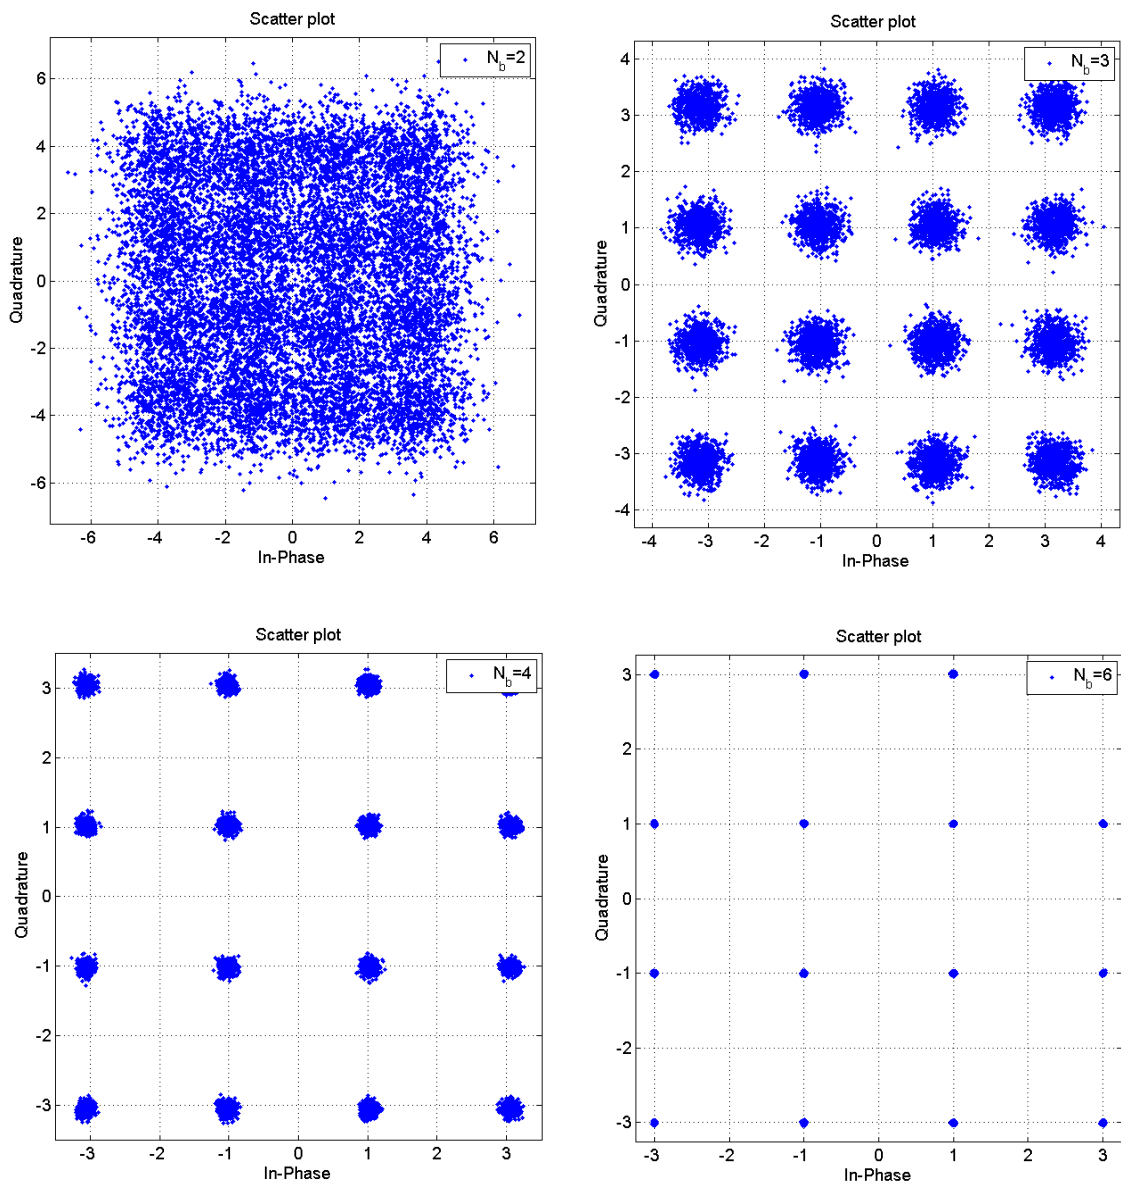 Scatter plot
N_b=2
6
4
2
0
-2
-4
-6
Quadrature
-6 -4 -2 0 2 4 6
In-Phase
Scatter plot
N_b=3
4
3
2
1
0
-1
-2
-3
-4
Quadrature
-4 -3 -2 -1 0 1 2 3 4
In-Phase
Scatter plot
N_b=4
3
2
1
0
-1
-2
-3
Quadrature
-3 -2 -1 0 1 2 3
In-Phase
Scatter plot
N_b=6
3
2
1
0
-1
-2
-3
Quadrature
-3 -2 -1 0 1 2 3
In-Phase